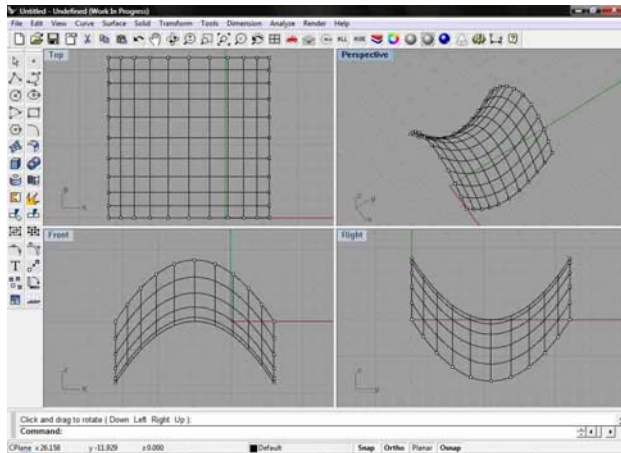 Untitled - Undefined (Work In Progress)
File Edit View Curve Surface Solid Transform Tools Dimension Analyse Render Help
Top
Perspective
Front
Right
Click and drag to rotate ( Down Left Right Up ):
Command:
CPlane x 26.158 y -11.929 z 0.000 Default Snap Ortho Planar Osnap